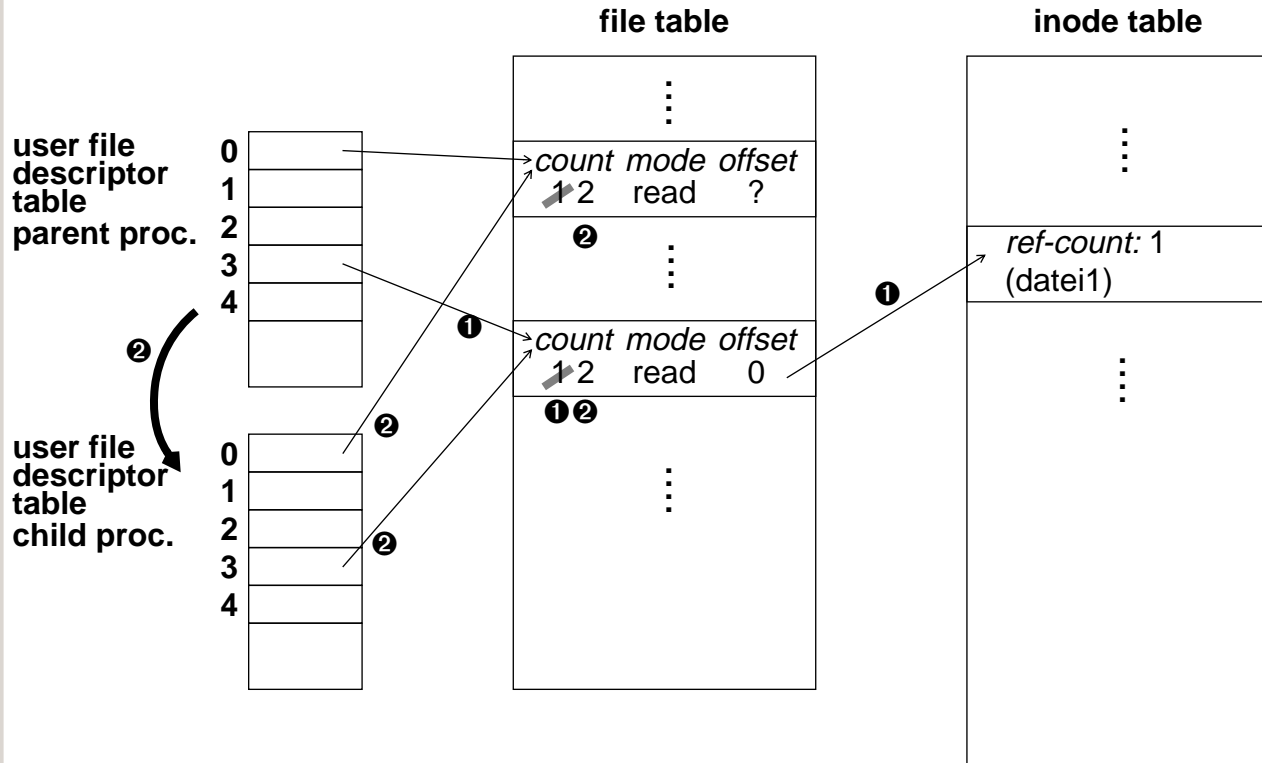 file table
inode table
user file
descriptor
table
parent proc.
0
1
2
3
4
count mode offset
1 2 read ?
❷
ref-count: 1
(datei1)
❶
❶
count mode offset
1 2 read 0
❶❷
❷
❷
user file
descriptor
table
child proc.
0
1
2
3
4
❷